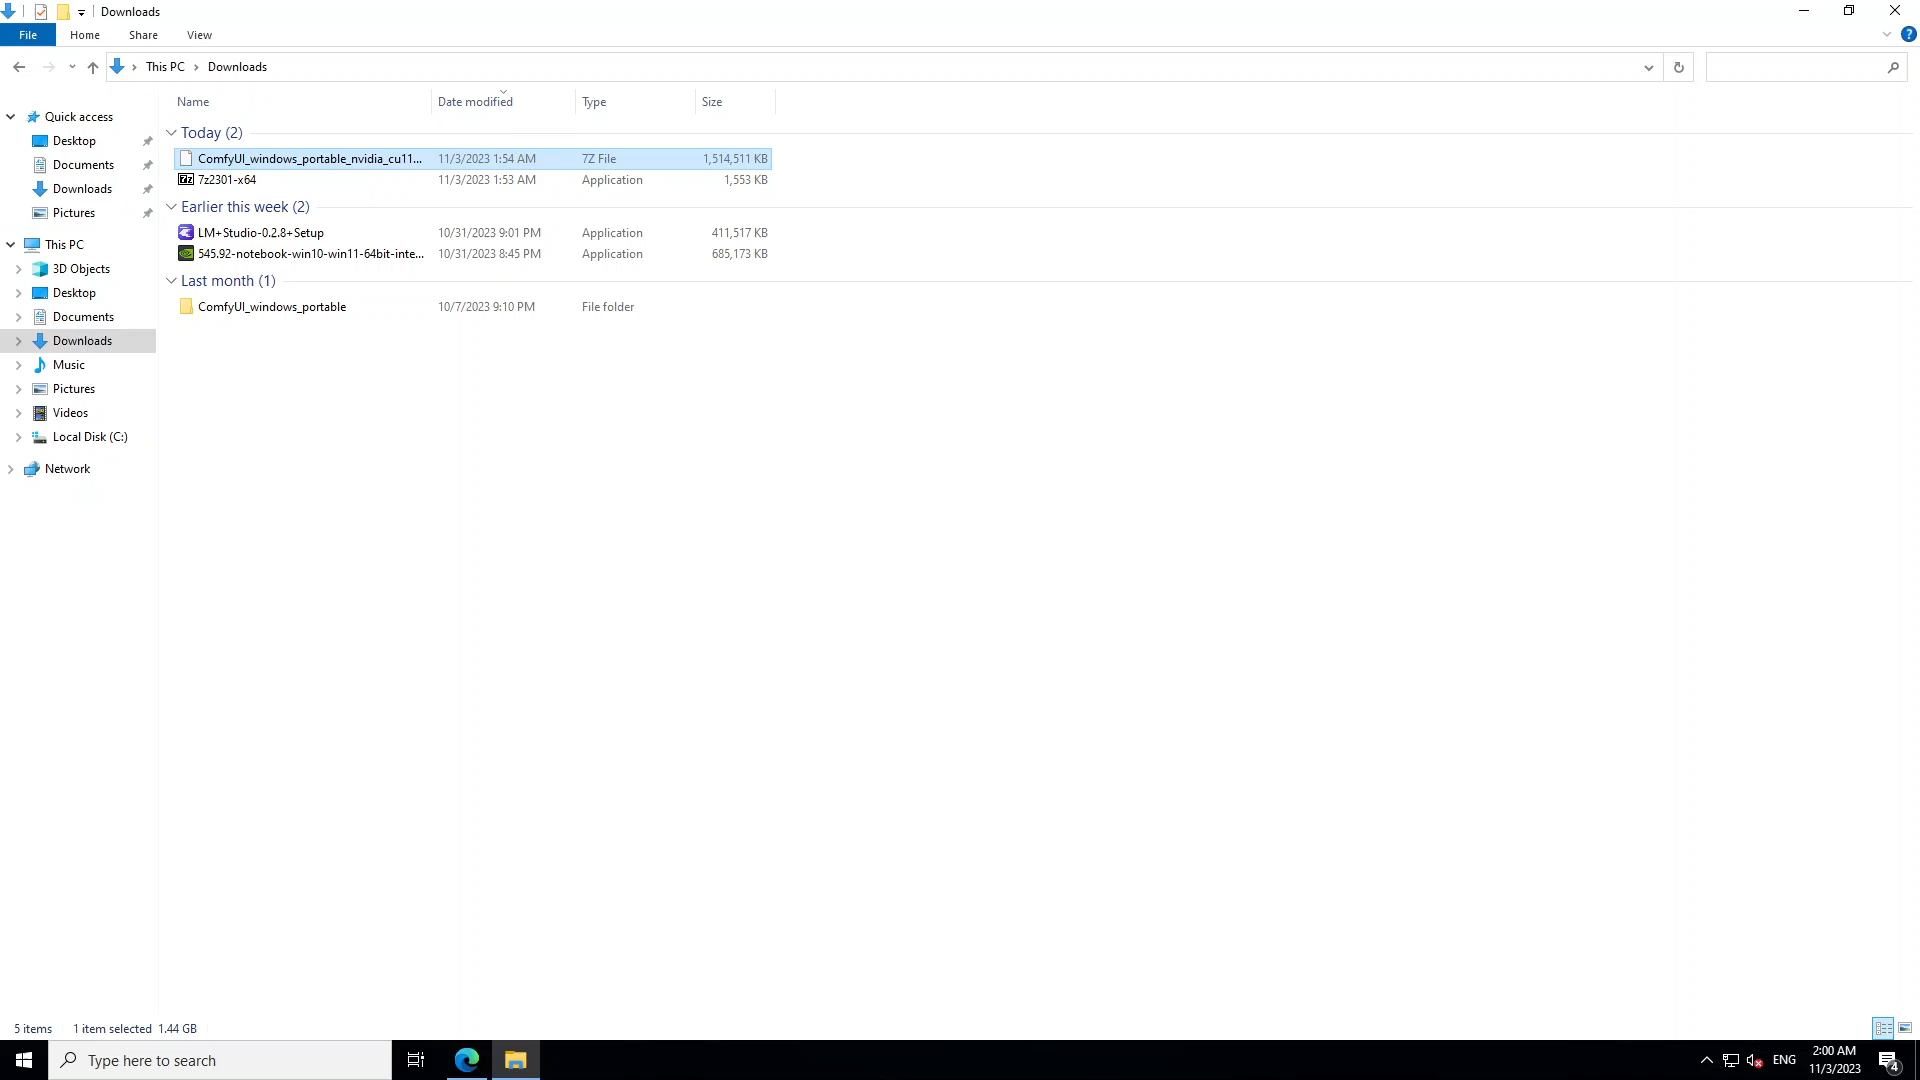 Downloads
File Home Share View
This PC Downloads
Name Date modified Type Size
Quick access
Desktop
Documents
Downloads
Pictures
This PC
3D Objects
Desktop
Documents
Downloads
Music
Pictures
Videos
Local Disk (C:)
Network
Today (2)
ComfyUI_windows_portable_nvidia_cu11... 11/3/2023 1:54 AM 7Z File 1,514,511 KB
7z 7z2301-x64 11/3/2023 1:53 AM Application 1,553 KB
Earlier this week (2)
LM+Studio-0.2.8+Setup 10/31/2023 9:01 PM Application 411,517 KB
545.92-notebook-win10-win11-64bit-inte... 10/31/2023 8:45 PM Application 685,173 KB
Last month (1)
ComfyUI_windows_portable 10/7/2023 9:10 PM File folder
5 items 1 item selected 1.44 GB
Type here to search
ENG
2:00 AM
11/3/2023
4